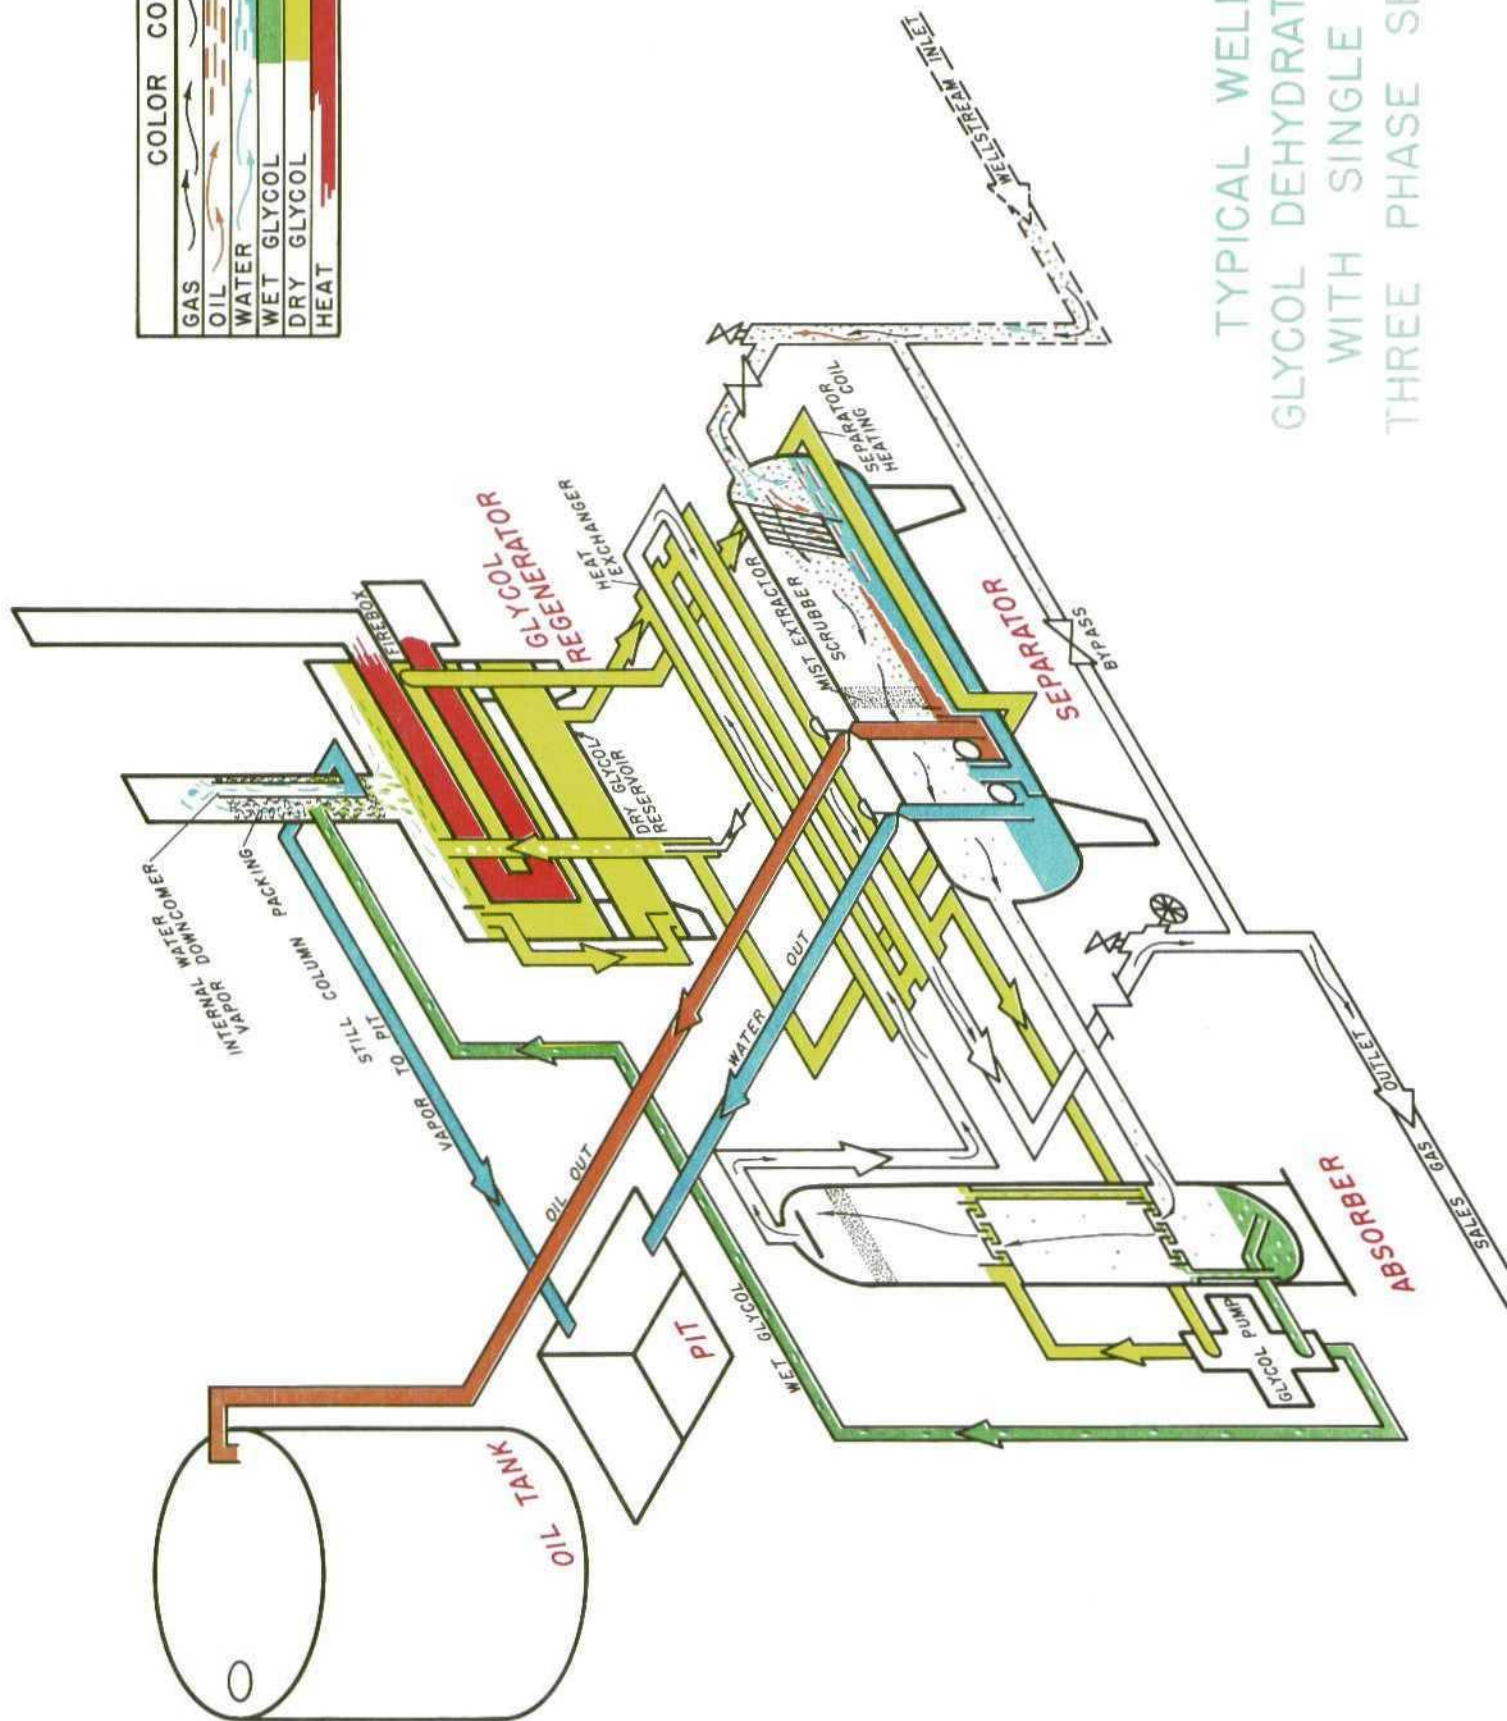 COLOR CO
GAS
OIL
WATER
WET GLYCOL
DRY GLYCOL
HEAT
WELLSTREAM INLET
TYPICAL WELL
GLYCOL DEHYDRAT
WITH SINGLE
THREE PHASE
INTERNAL WATER
VAPOR DOWNCOMER
PACKING
STILL COLUMN
VAPOR TO PIT
FIREBOX
GLYCOL
REGENERATOR
HEAT
EXCHANGER
DRY GLYCOL
RESERVOIR
SEPARATOR
HEATING COIL
MIST EXTRACTOR
SCRUBBER
SEPARATOR
BYPASS
WATER OUT
OIL OUT
OIL TANK
PIT
WET GLYCOL
GLYCOL PUMP
ABSORBER
SALES GAS OUTLET